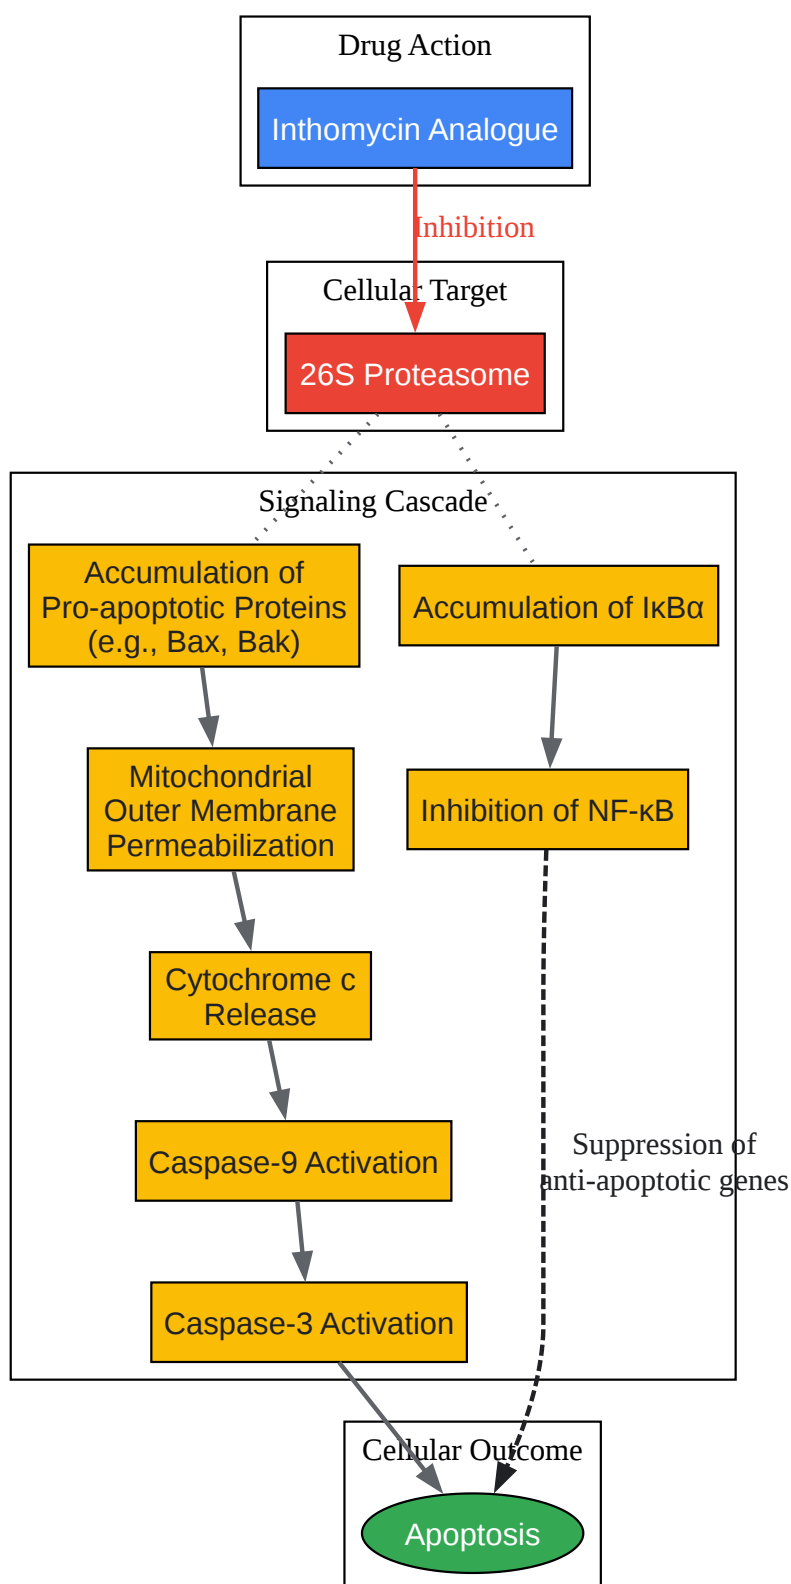 Drug Action
Inthomycin Analogue
Inhibition
Cellular Target
26S Proteasome
Signaling Cascade
Accumulation of
Pro-apoptotic Proteins
(e.g., Bax, Bak)
Accumulation of IκBα
Mitochondrial
Outer Membrane
Permeabilization
Inhibition of NF-κB
Cytochrome c
Release
Caspase-9 Activation
Suppression of
anti-apoptotic genes
Caspase-3 Activation
Cellular Outcome
Apoptosis